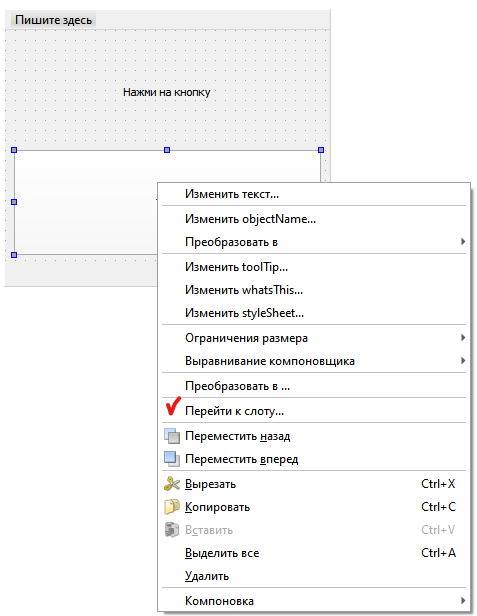 Пишите здесь
Нажми на кнопку
Изменить текст...
Изменить objectName...
Преобразовать в
Изменить toolTip...
Изменить whatsThis...
Изменить styleSheet...
Ограничения размера
Выравнивание компоновщика
Преобразовать в ...
Перейти к слоту...
Переместить назад
Переместить вперед
Вырезать Ctrl+X
Копировать Ctrl+C
Вставить Ctrl+V
Выделить все Ctrl+A
Удалить
Компоновка